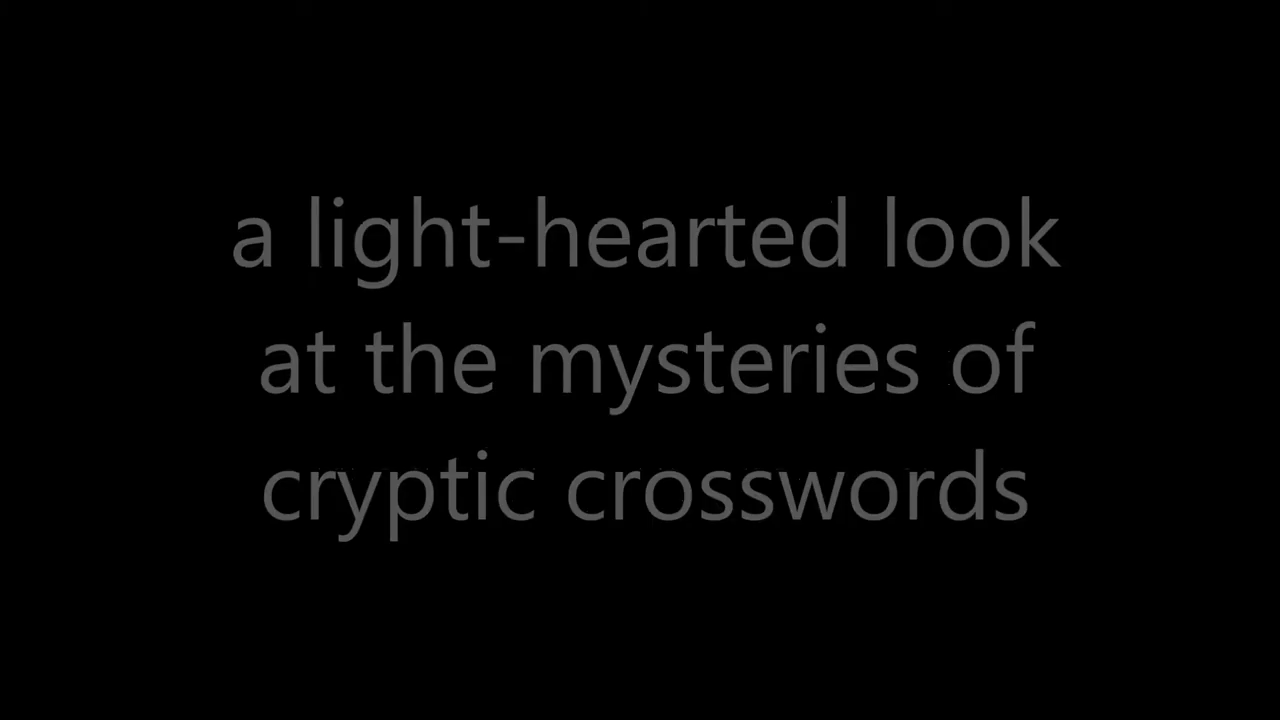 a light-hearted look
at the mysteries of
cryptic crosswords